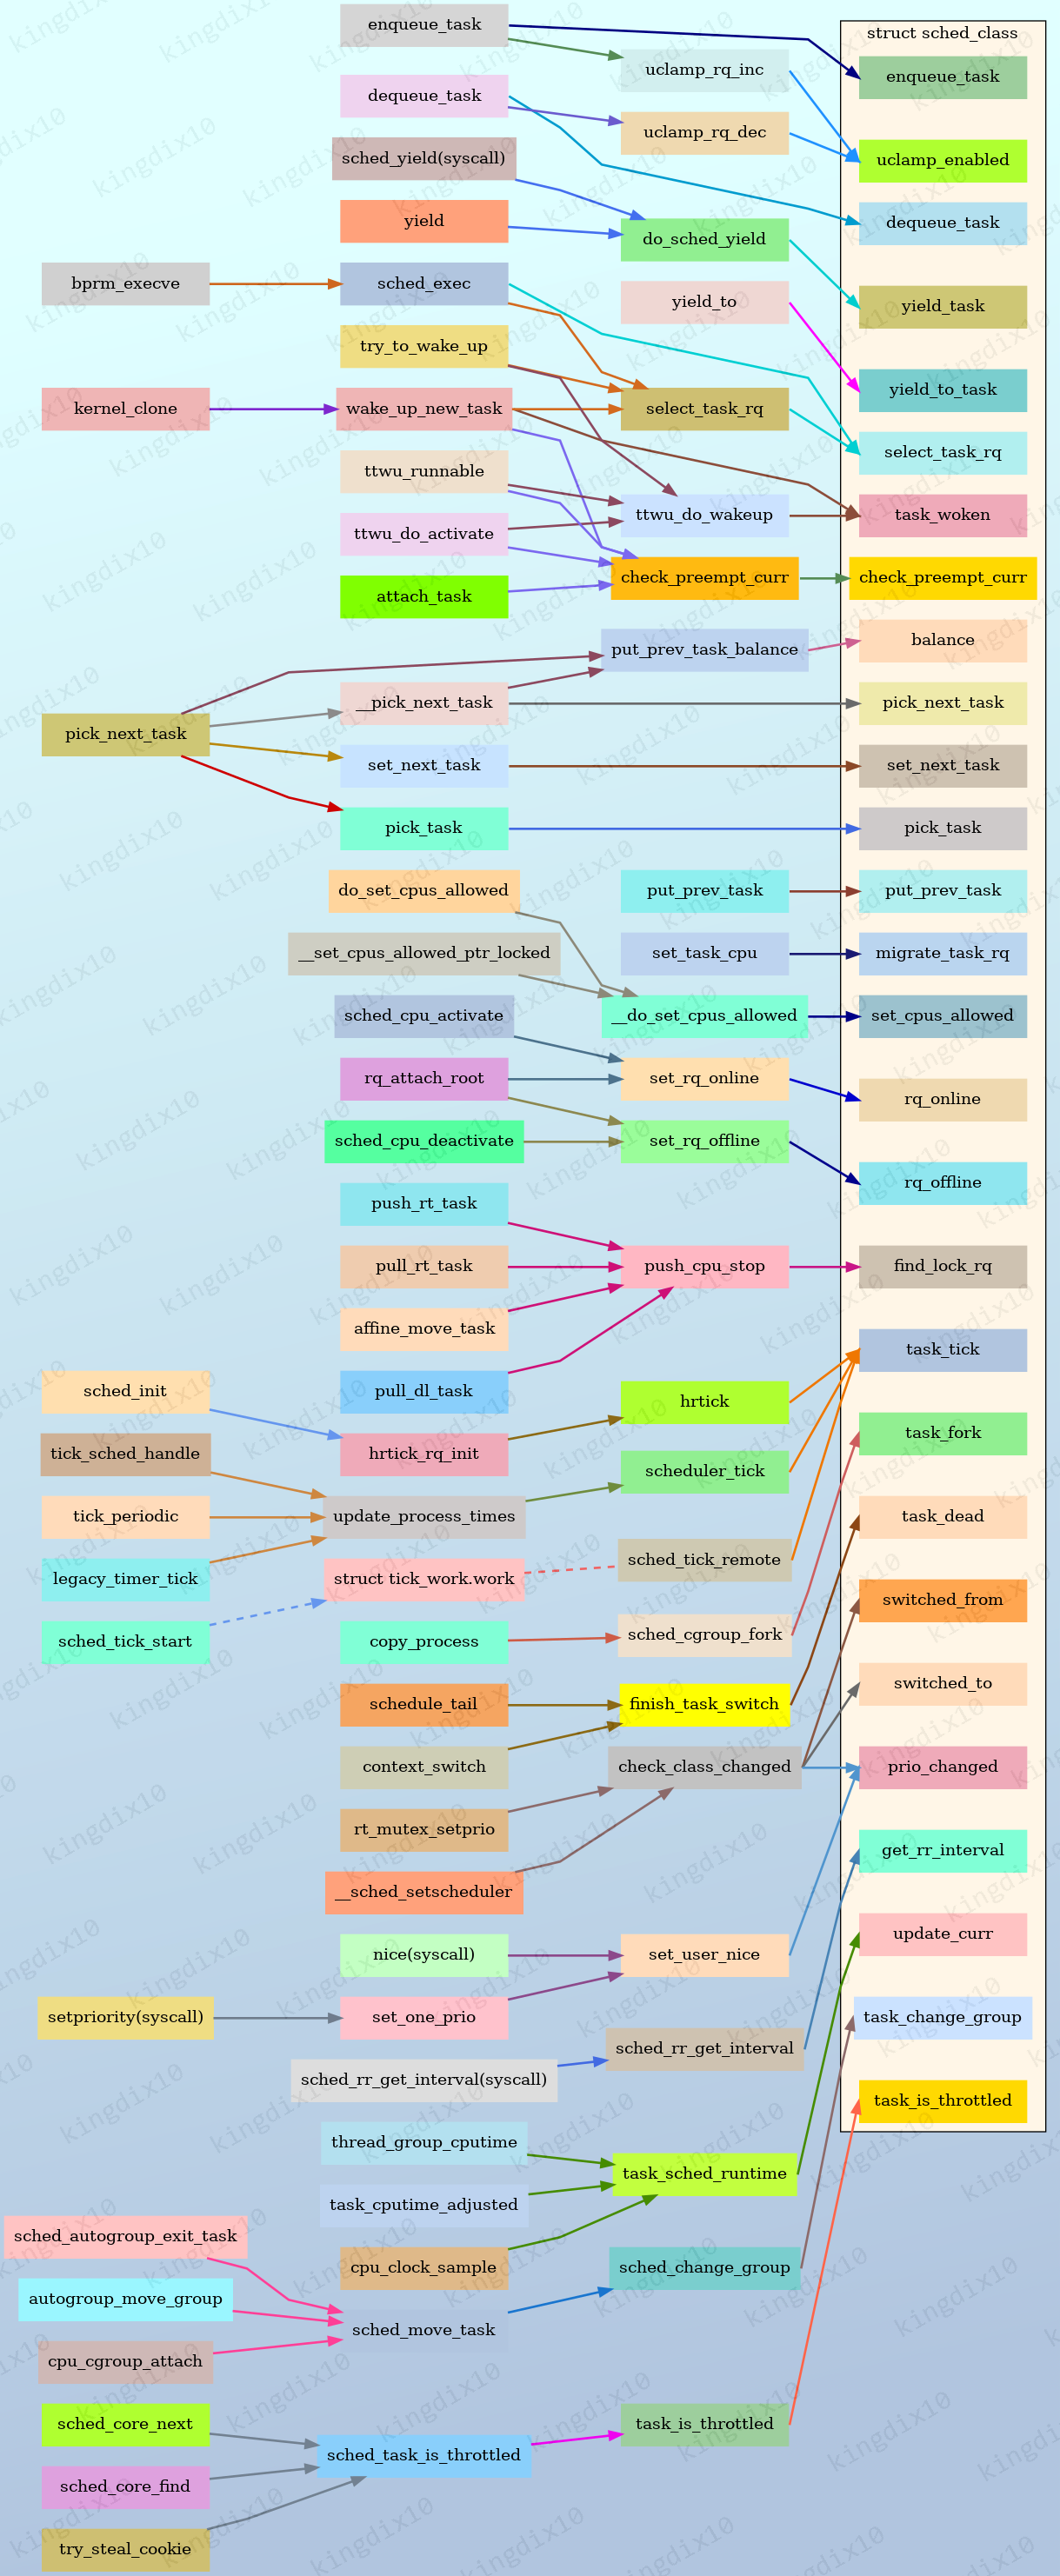 enqueue_task
struct sched_class
uclamp_rq_inc
enqueue_task
dequeue_task
uclamp_rq_dec
uclamp_enabled
sched_yield(syscall)
yield
do_sched_yield
dequeue_task
bprm_execve
sched_exec
yield_to
yield_task
try_to_wake_up
yield_to_task
kernel_clone
wake_up_new_task
select_task_rq
select_task_rq
ttwu_runnable
ttwu_do_wakeup
task_woken
ttwu_do_activate
check_preempt_curr
check_preempt_curr
attach_task
put_prev_task_balance
balance
pick_next_task
__pick_next_task
pick_next_task
set_next_task
set_next_task
pick_task
pick_task
do_set_cpus_allowed
put_prev_task
put_prev_task
__set_cpus_allowed_ptr_locked
set_task_cpu
migrate_task_rq
sched_cpu_activate
__do_set_cpus_allowed
set_cpus_allowed
rq_attach_root
set_rq_online
rq_online
sched_cpu_deactivate
set_rq_offline
rq_offline
push_rt_task
pull_rt_task
push_cpu_stop
find_lock_rq
affine_move_task
task_tick
sched_init
pull_dl_task
hrtick
task_fork
tick_sched_handle
hrtick_rq_init
scheduler_tick
tick_periodic
update_process_times
task_dead
legacy_timer_tick
struct tick_work.work
sched_tick_remote
switched_from
sched_tick_start
copy_process
sched_cgroup_fork
switched_to
schedule_tail
finish_task_switch
context_switch
check_class_changed
prio_changed
rt_mutex_setprio
get_rr_interval
__sched_setscheduler
nice(syscall)
set_user_nice
update_curr
setpriority(syscall)
set_one_prio
sched_rr_get_interval
task_change_group
sched_rr_get_interval(syscall)
task_is_throttled
thread_group_cputime
task_sched_runtime
task_cputime_adjusted
sched_autogroup_exit_task
cpu_clock_sample
sched_change_group
autogroup_move_group
sched_move_task
cpu_cgroup_attach
sched_core_next
task_is_throttled
sched_task_is_throttled
sched_core_find
try_steal_cookie
kingdix10